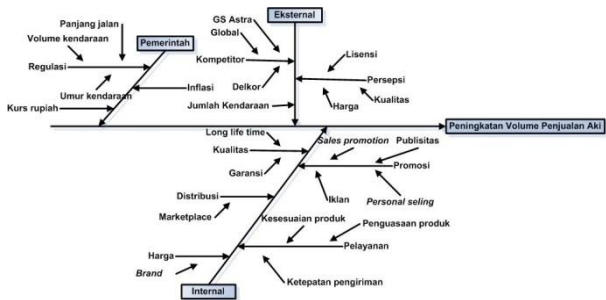 GS Astra
Eksternal
Panjang jalan
Global
Volume kendaraan
Pemerintah
Lisensi
Kompetitor
Regulasi
Persepsi
Inflasi
Delkor
Umur kendaraan
Kualitas
Kurs rupiah
Jumlah Kendaraan
Harga
Peningkatan Volume Penjualan Aki
Long life time
Sales promotion
Publisitas
Kualitas
Promosi
Garansi
Distribusi
Iklan
Personal seling
Marketplace
Kesesuaian produk
Penguasaan produk
Pelayanan
Harga
Brand
Ketepatan pengiriman
Internal